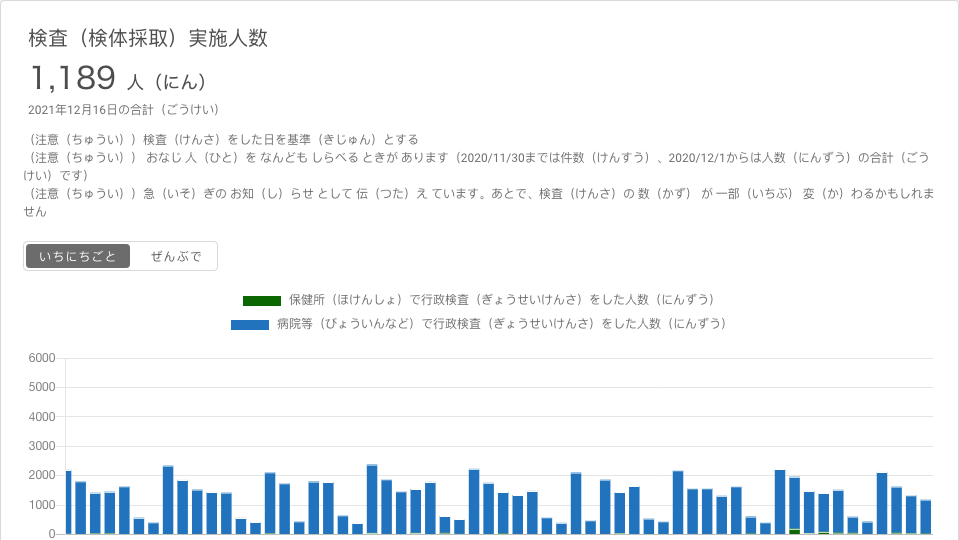 検査（検体採取）実施人数
1,189 人（にん）
2021年12月16日の合計（ごうけい）
（注意（ちゅうい））検査（けんさ）をした日を基準（きじゅん）とする
（注意（ちゅうい）） おなじ 人（ひと）を なんども しらべる ときが あります（2020/11/30までは件数（けんすう）、2020/12/1からは人数（にんずう）の合計（ごう
けい）です）
（注意（ちゅうい））急（いそ）ぎの お知（し）らせ として 伝（つた）え ています。あとで、検査（けんさ）の 数（かず） が 一部（いちぶ） 変（か）わるかもしれま
せん
いちにちごと ぜんぶで
保健所（ほけんしょ）で行政検査（ぎょうせいけんさ）をした人数（にんずう）
病院等（びょういんなど）で行政検査（ぎょうせいけんさ）をした人数（にんずう）
6000
5000
4000
3000
2000
1000
0